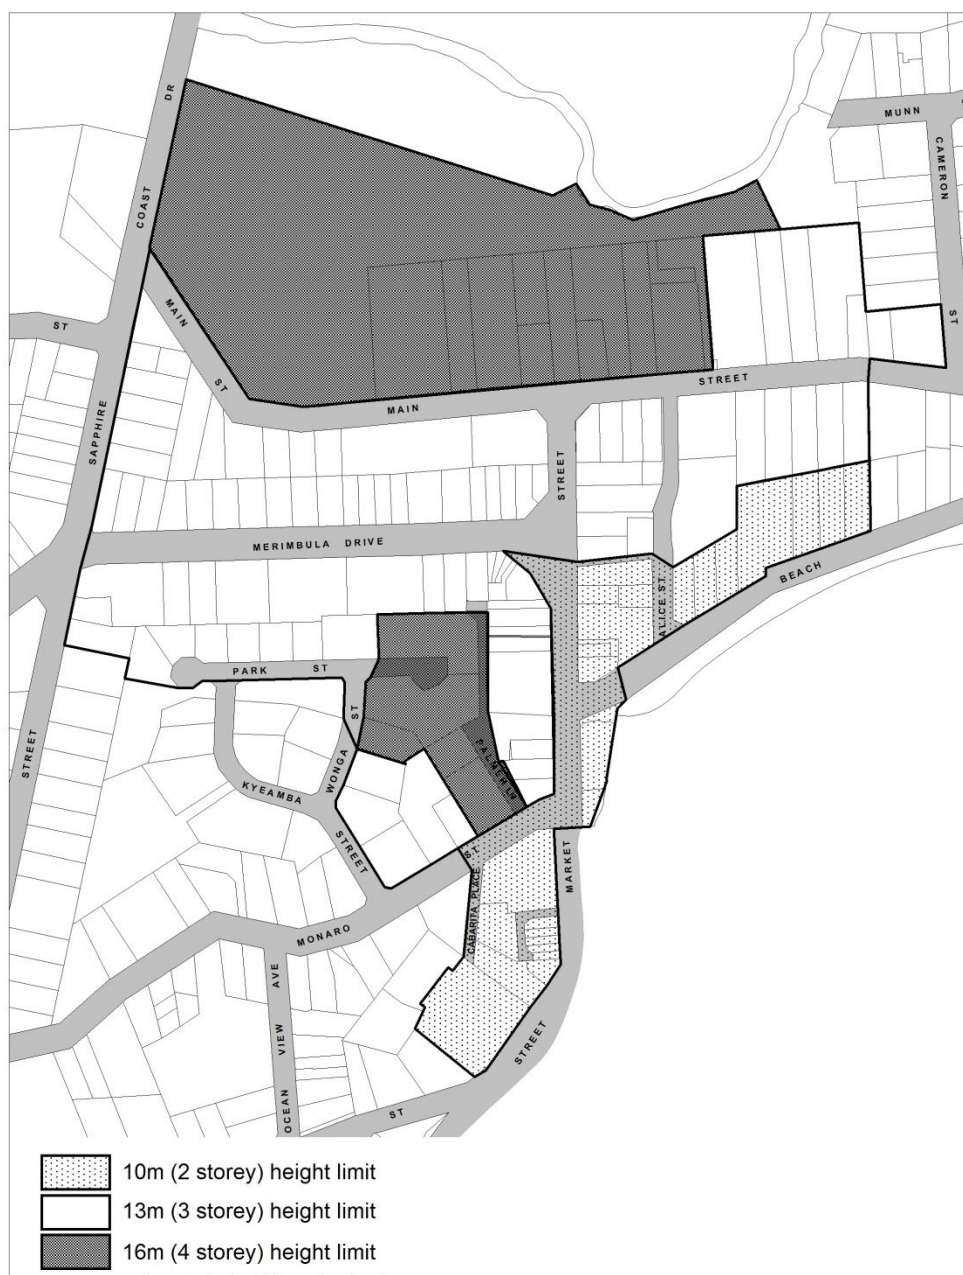 DR
COAST
SAPPHIRE
STREET
ST
MAIN
ST
MAIN
STREET
MUNN
CAMERON
ST
STREET
MERIMBULA DRIVE
ALICE ST
BEACH
PARK ST
WONGA
ST
KYEAMBA
STREET
PALMER LN
ST
MONARO
CABARITA PLACE
MARKET
STREET
OCEAN VIEW AVE
ST
10m (2 storey) height limit
13m (3 storey) height limit
16m (4 storey) height limit